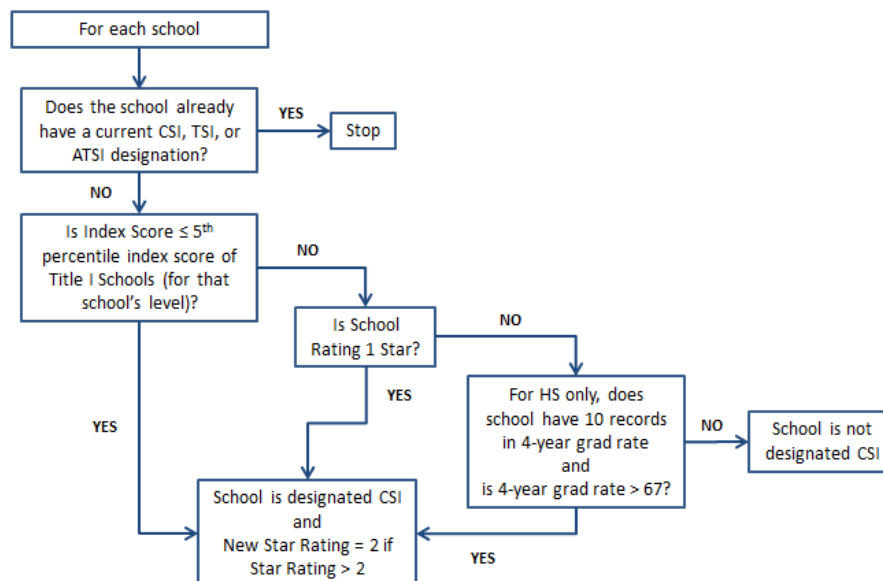 For each school
Does the school already
have a current CSI, TSI, or
ATSI designation?
YES
Stop
NO
Is Index Score ≤ 5th
percentile index score of
Title I Schools (for that
school's level)?
NO
Is School
Rating 1 Star?
NO
YES
For HS only, does
school have 10 records
in 4-year grad rate
and
is 4-year grad rate > 67?
NO
School is not
designated CSI
YES
School is designated CSI
and
New Star Rating = 2 if
Star Rating > 2
YES